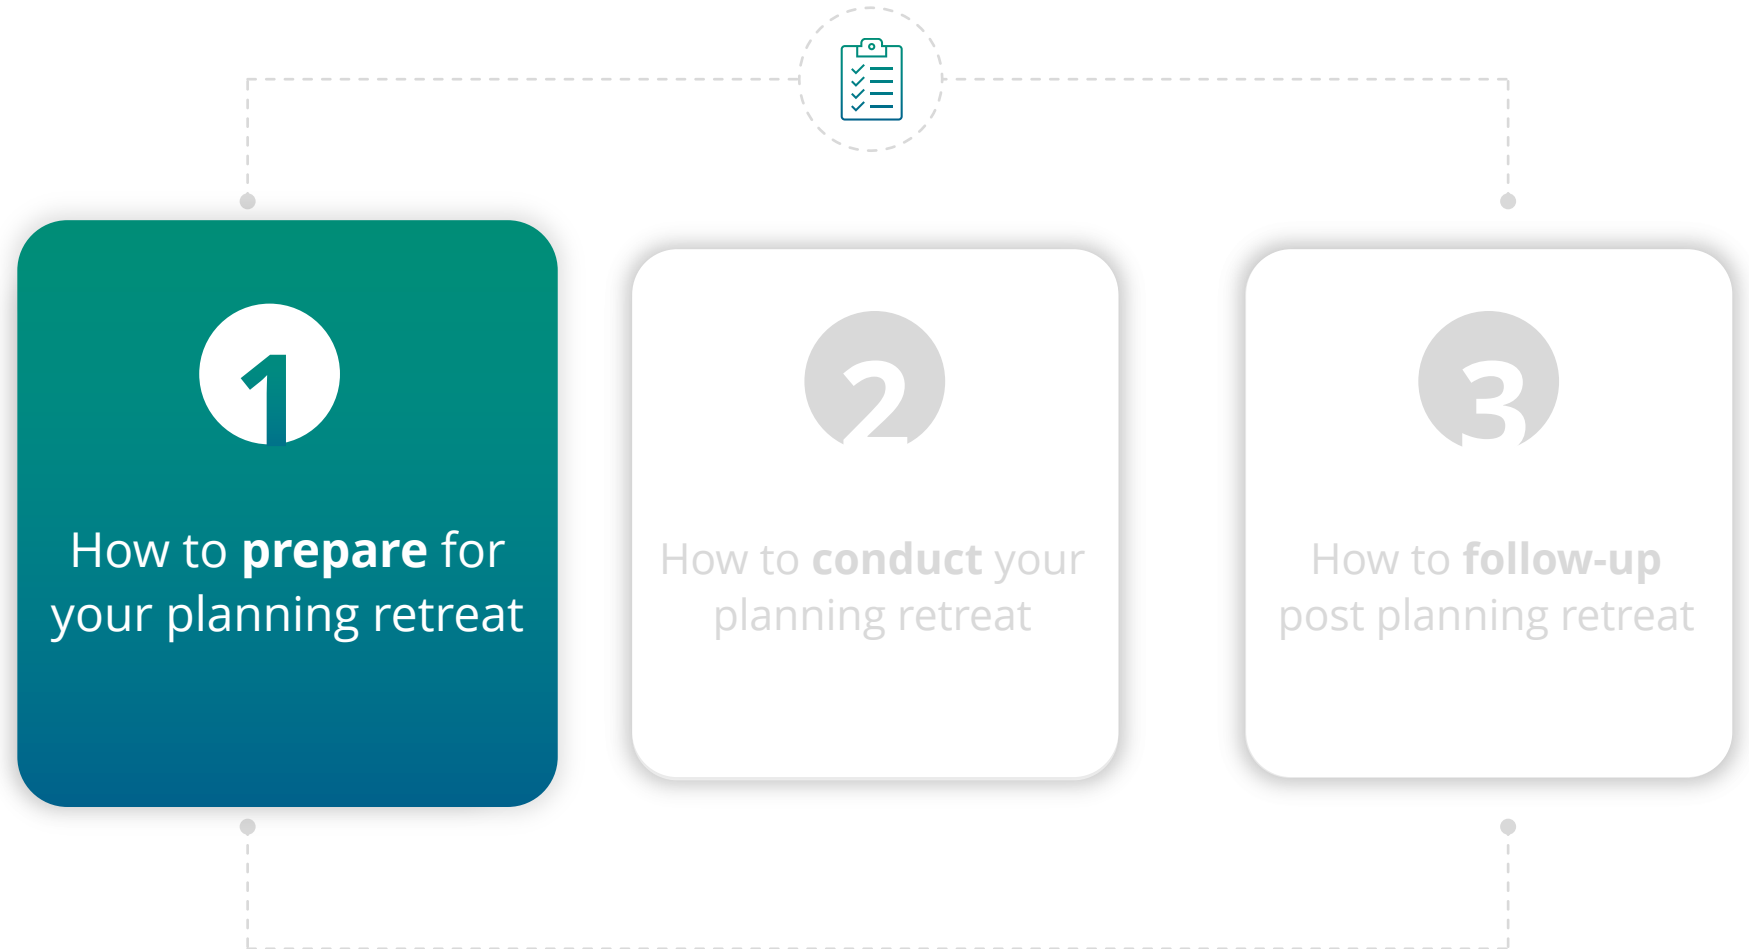 1
How to prepare for
your planning retreat
2
How to conduct your
planning retreat
3
How to follow-up
post planning retreat